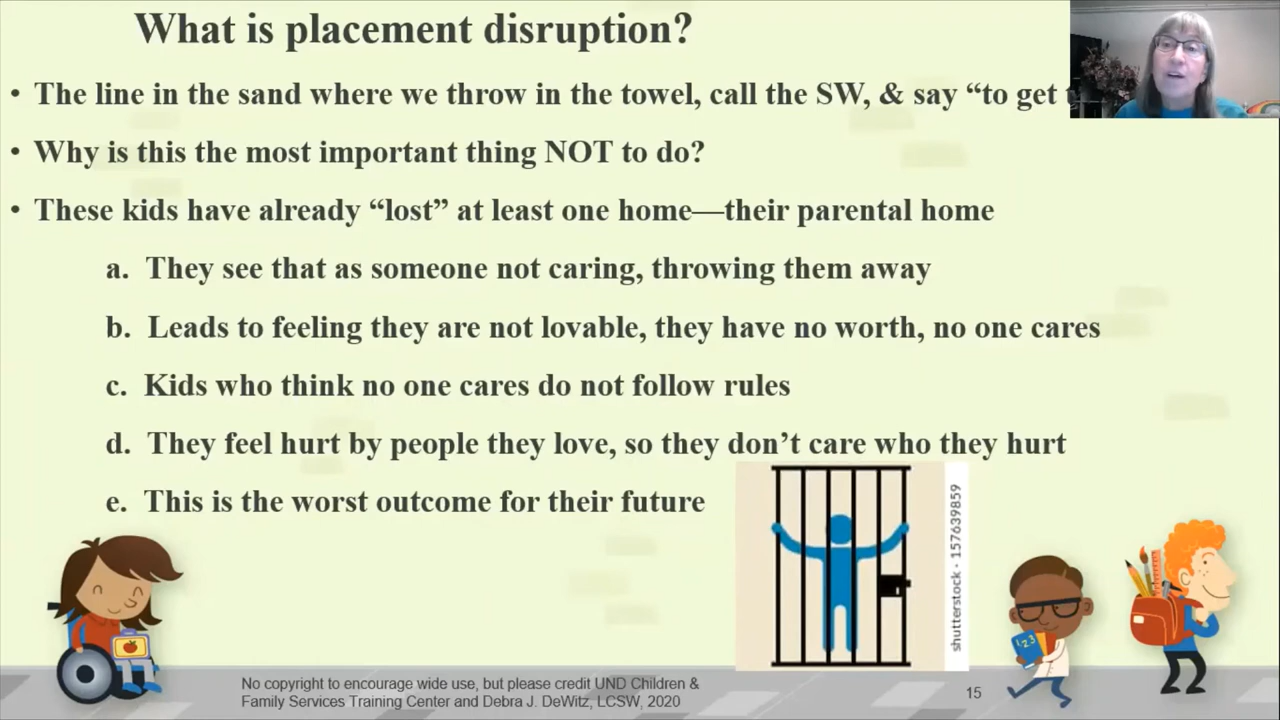 What is placement disruption?
• The line in the sand where we throw in the towel, call the SW, & say “to get
• Why is this the most important thing NOT to do?
• These kids have already “lost” at least one home—their parental home
a. They see that as someone not caring, throwing them away
b. Leads to feeling they are not lovable, they have no worth, no one cares
c. Kids who think no one cares do not follow rules
d. They feel hurt by people they love, so they don’t care who they hurt
e. This is the worst outcome for their future
shutterstock · 157639859
1 2 3
No copyright to encourage wide use, but please credit UND Children &
Family Services Training Center and Debra J. DeWitz, LCSW, 2020
15